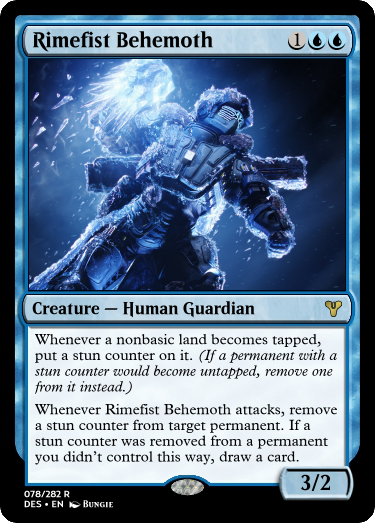 Rimefist Behemoth 1
Creature — Human Guardian
Whenever a nonbasic land becomes tapped,
put a stun counter on it. (If a permanent with a
stun counter would become untapped, remove one
from it instead.)
Whenever Rimefist Behemoth attacks, remove
a stun counter from target permanent. If a
stun counter was removed from a permanent
you didn't control this way, draw a card.
3/2
078/282 R
DES • EN Bungie